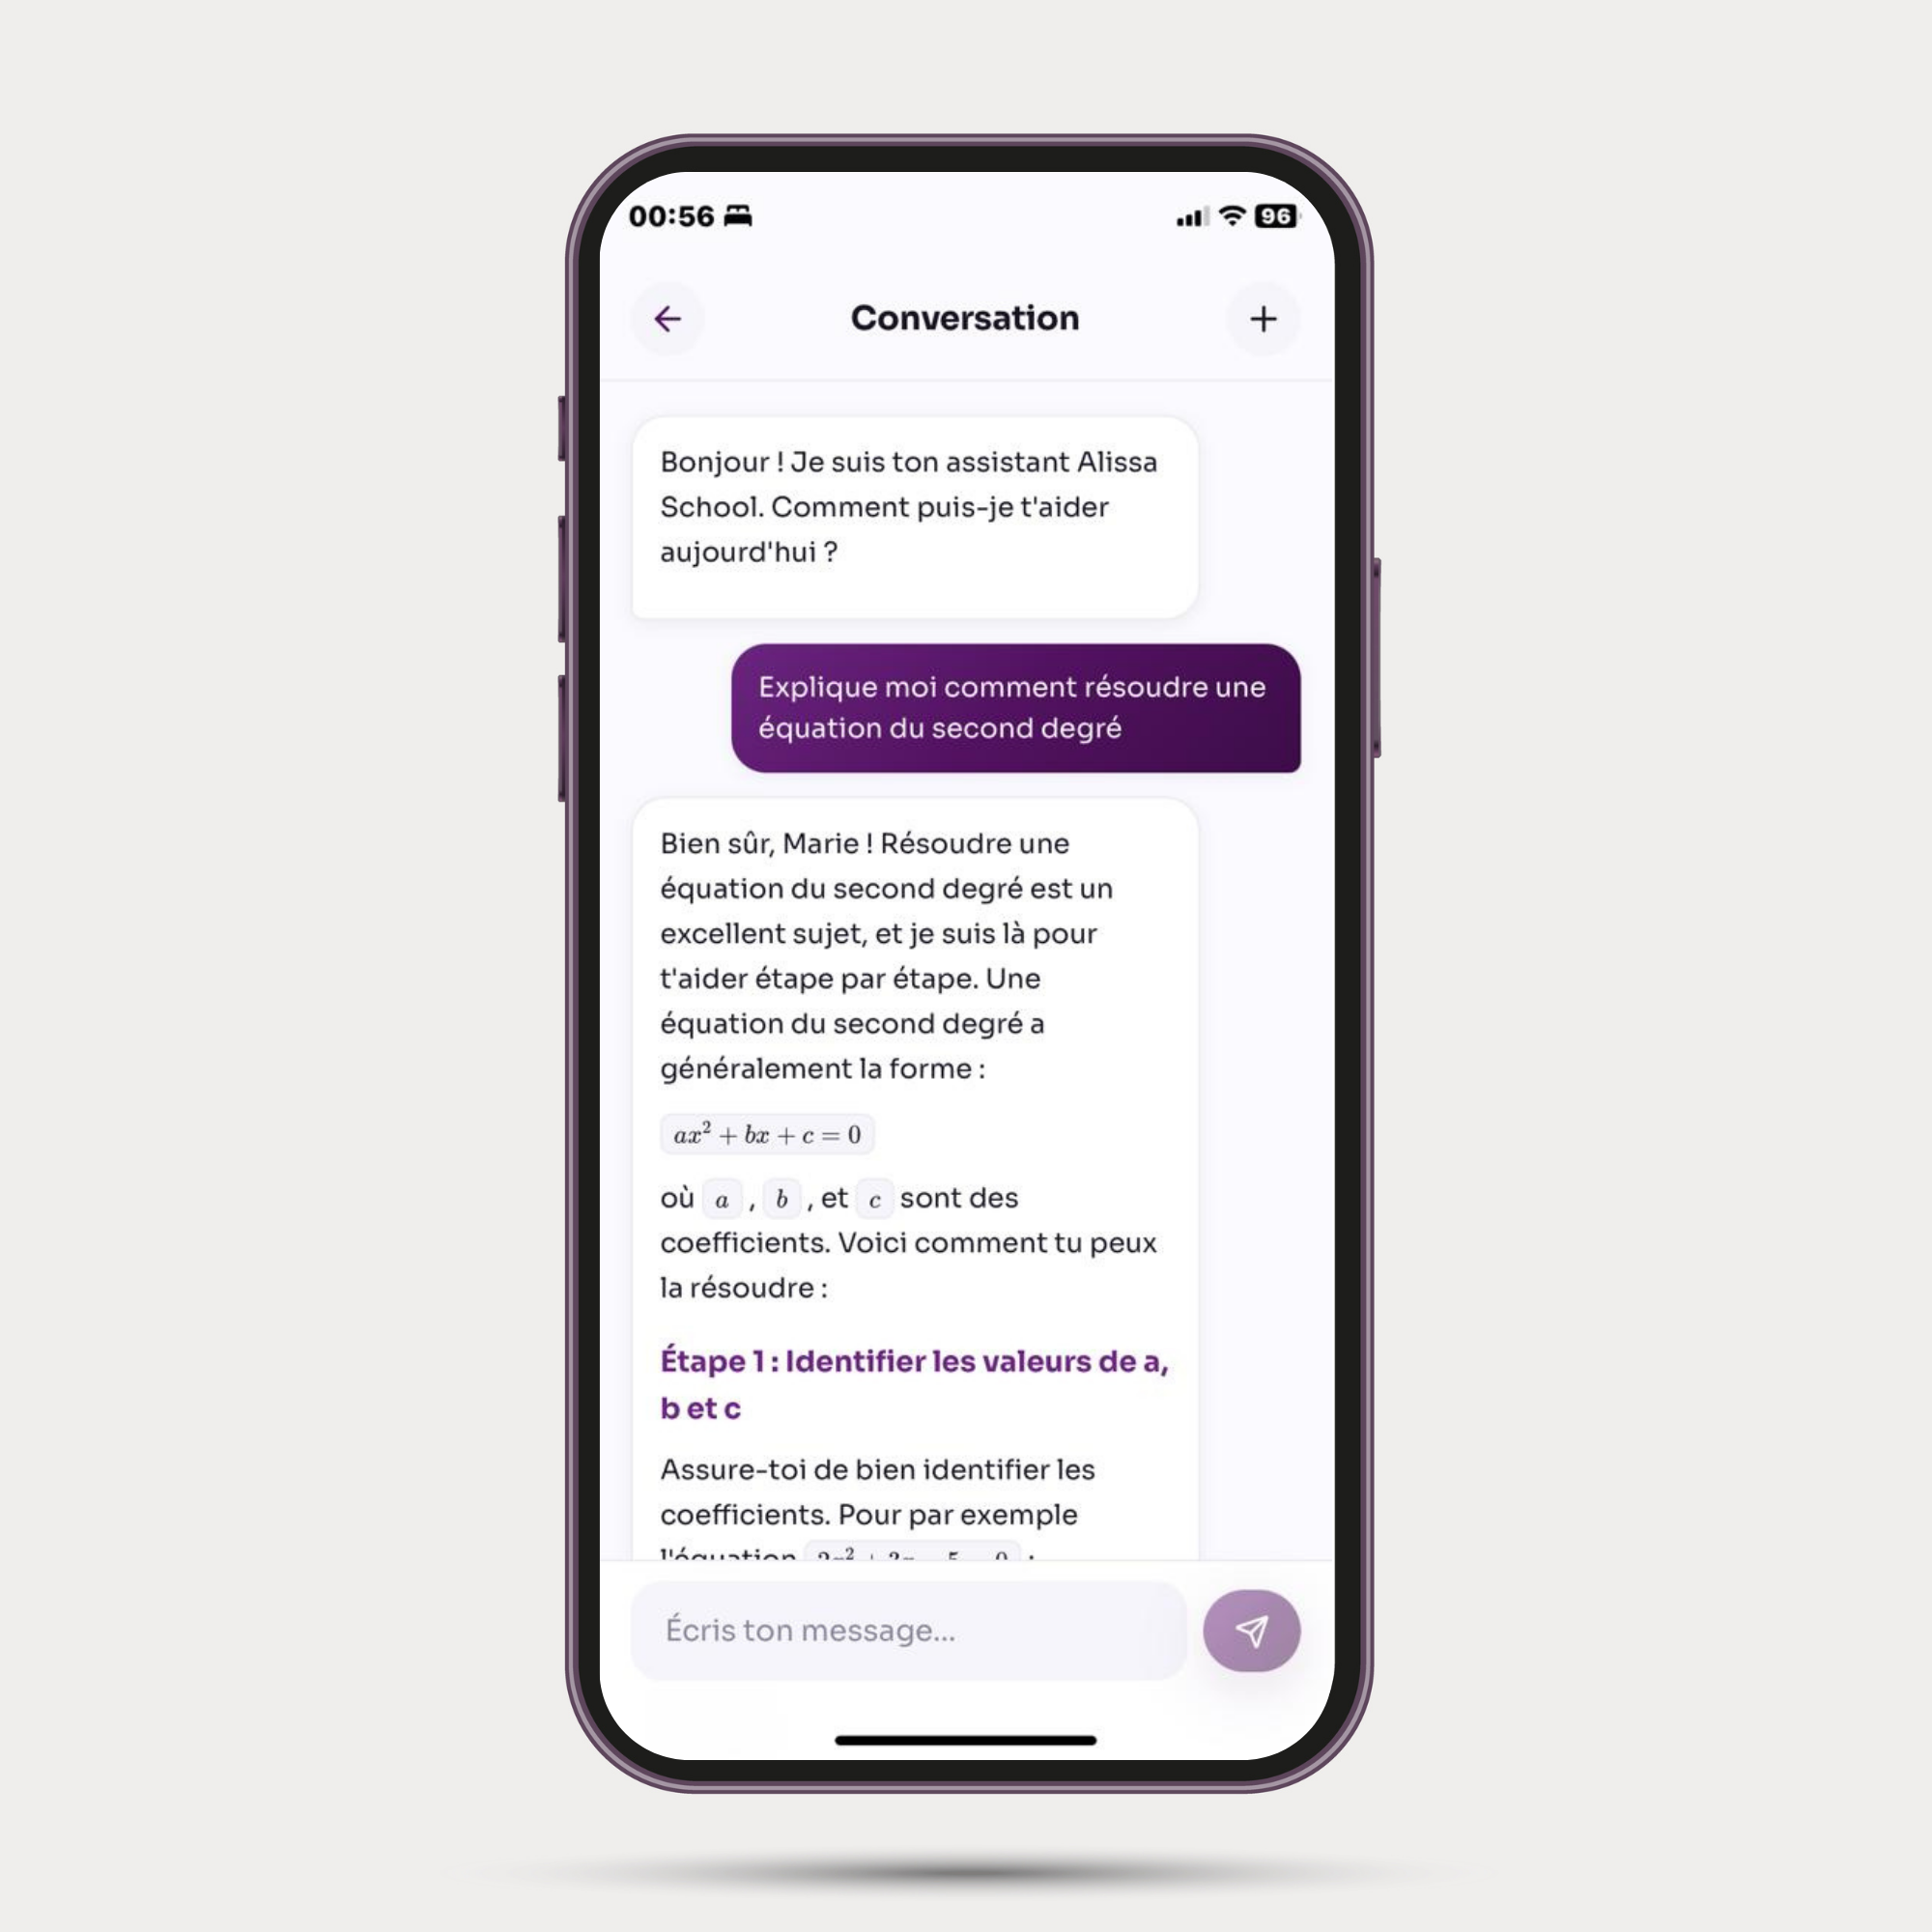 00:56
96
Conversation
Bonjour ! Je suis ton assistant Alissa
School. Comment puis-je t'aider
aujourd'hui ?
Explique moi comment résoudre une
équation du second degré
Bien sûr, Marie ! Résoudre une
équation du second degré est un
excellent sujet, et je suis là pour
t'aider étape par étape. Une
équation du second degré a
généralement la forme :
ax² + bx + c = 0
où a , b , et c sont des
coefficients. Voici comment tu peux
la résoudre :
Étape 1 : Identifier les valeurs de a,
b et c
Assure-toi de bien identifier les
coefficients. Pour par exemple
l'équation
Écris ton message...